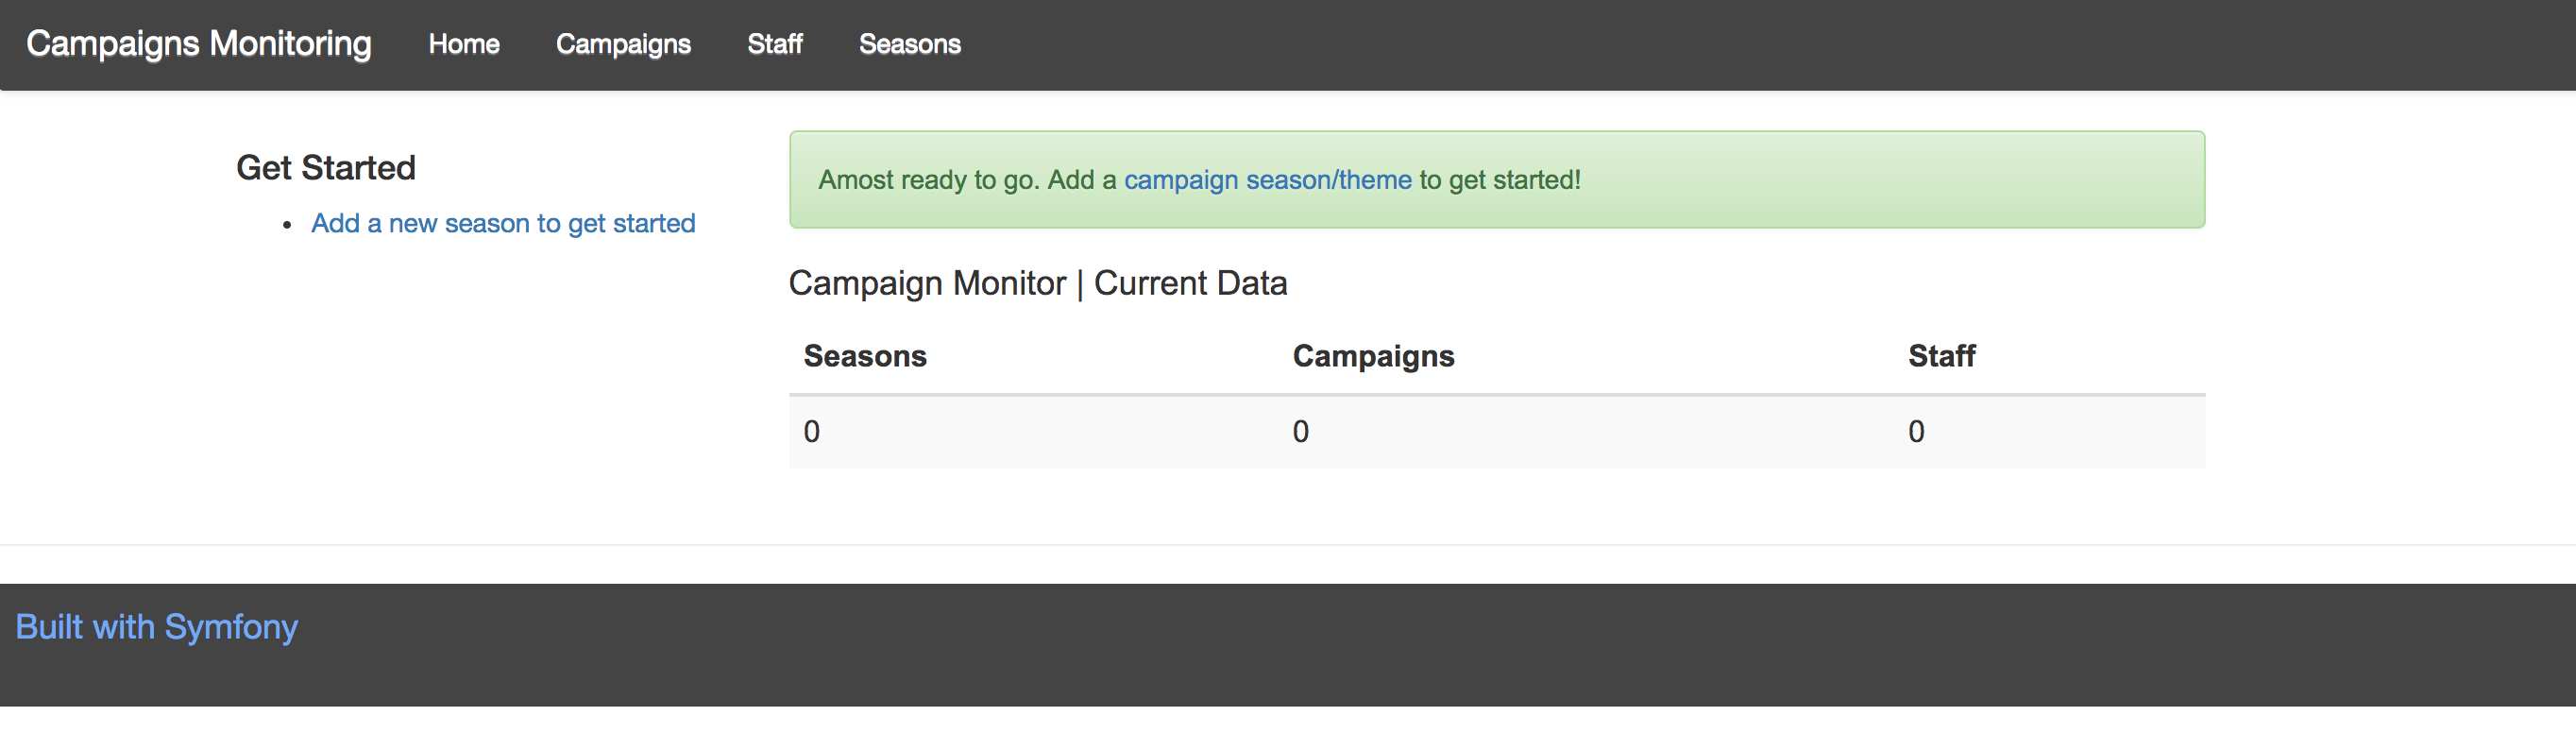 Campaigns Monitoring Home Campaigns Staff Seasons
Get Started
Add a new season to get started
Amost ready to go. Add a campaign season/theme to get started!
Campaign Monitor | Current Data
Seasons Campaigns Staff
0 0 0
Built with Symfony